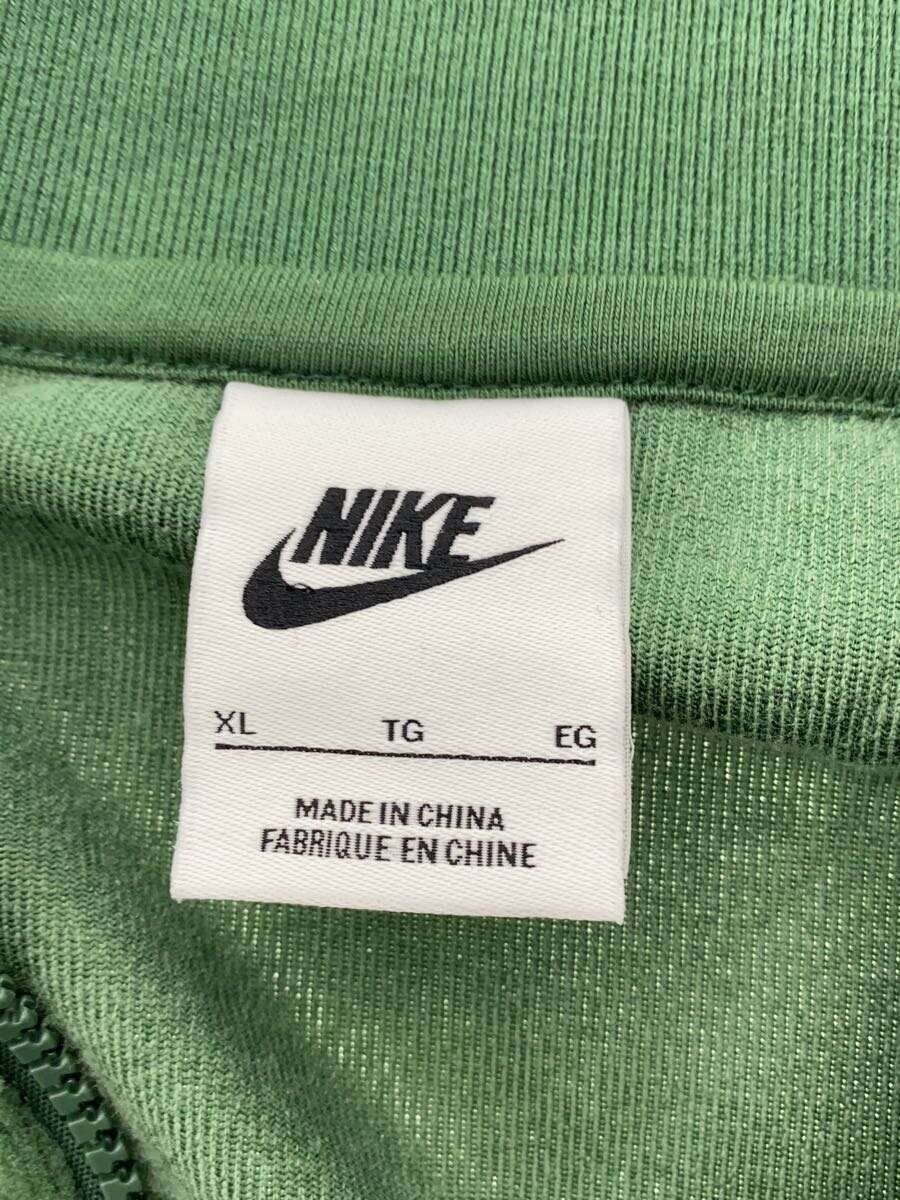 NIKE
XL TG EG
MADE IN CHINA
FABRIQUE EN CHINE